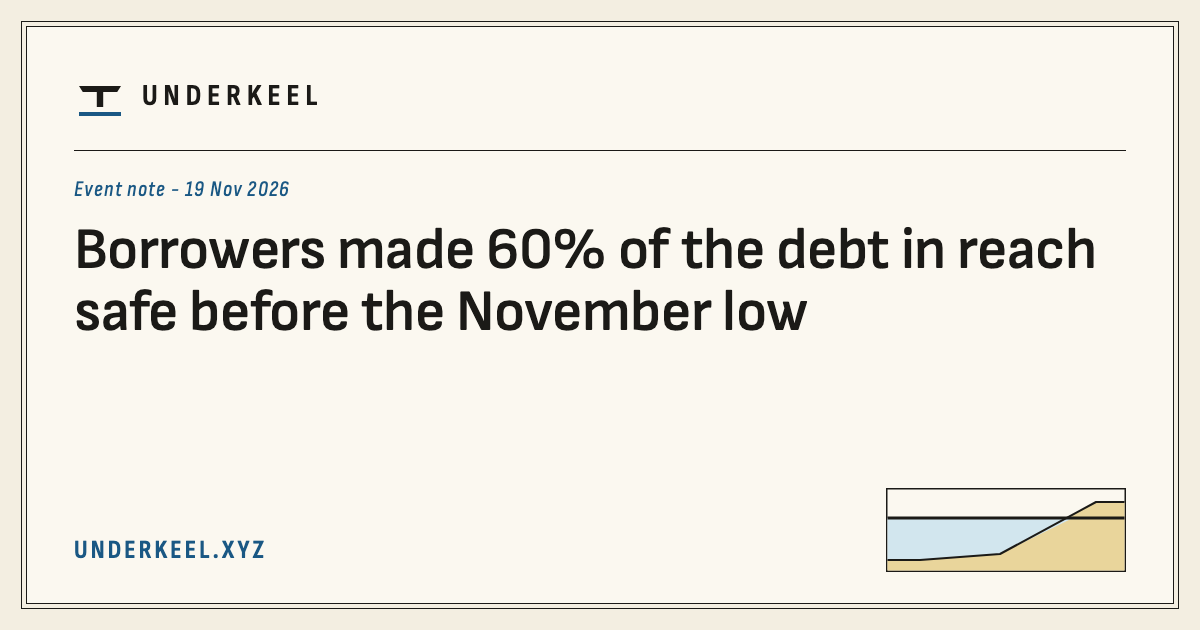 UNDERKEEL
Event note - 19 Nov 2026
Borrowers made 60% of the debt in reach
safe before the November low
UNDERKEEL.XYZ